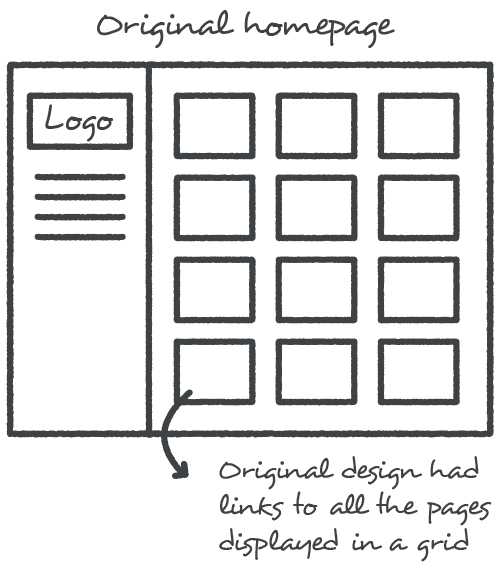 Original homepage
Logo
Original design had
links to all the pages
displayed in a grid